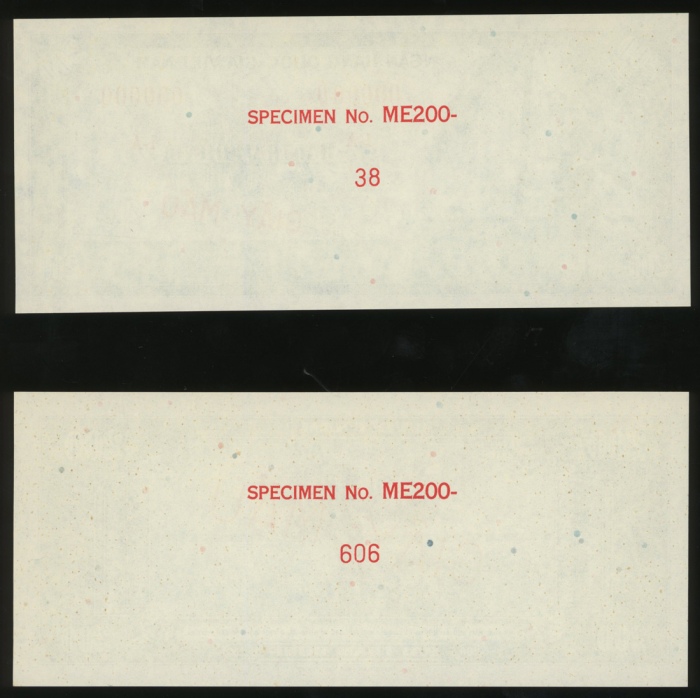 SPECIMEN No. ME200-
38
SPECIMEN No. ME200-
606